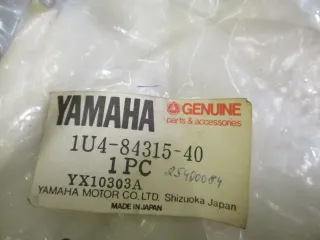 YAMAHA GENUINE
parts & accessories
1U4-84315-40
1 PC
25460084
YX10303A
YAMAHA MOTOR CO., LTD. Shizuoka Japan
MADE IN JAPAN